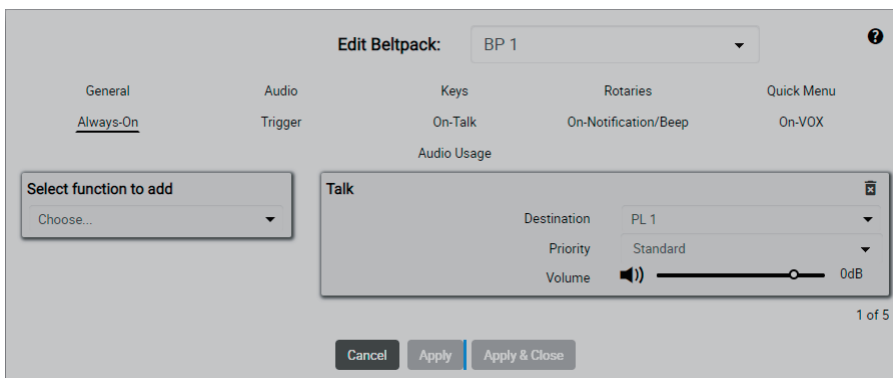 Edit Beltpack: BP 1 ?
General Audio Keys Rotaries Quick Menu
Always-On Trigger On-Talk On-Notification/Beep On-VOX
Audio Usage
Select function to add
Choose...
Talk
Destination PL 1
Priority Standard
Volume 0dB
1 of 5
Cancel Apply Apply & Close